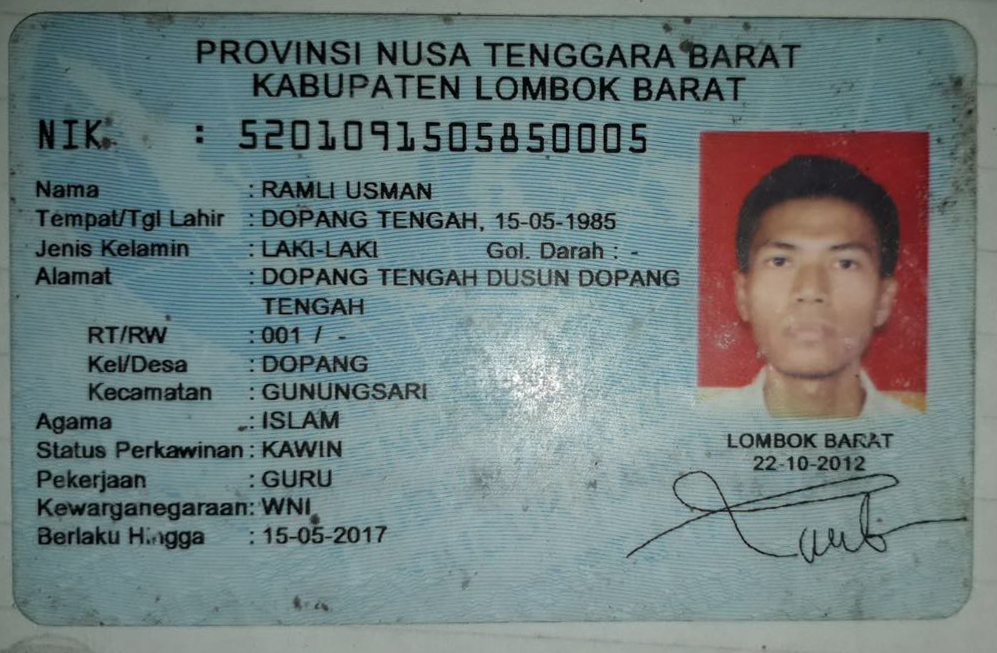 PROVINSI NUSA TENGGARA BARAT
KABUPATEN LOMBOK BARAT
NIK : 5201091505850005
Nama : RAMLI USMAN
Tempat/Tgl Lahir : DOPANG TENGAH, 15-05-1985
Jenis Kelamin : LAKI-LAKI Gol. Darah : -
Alamat : DOPANG TENGAH DUSUN DOPANG
TENGAH
RT/RW : 001 / -
Kel/Desa : DOPANG
Kecamatan : GUNUNGSARI
Agama : ISLAM
Status Perkawinan : KAWIN
Pekerjaan : GURU
Kewarganegaraan: WNI
Berlaku Hingga : 15-05-2017
LOMBOK BARAT
22-10-2012